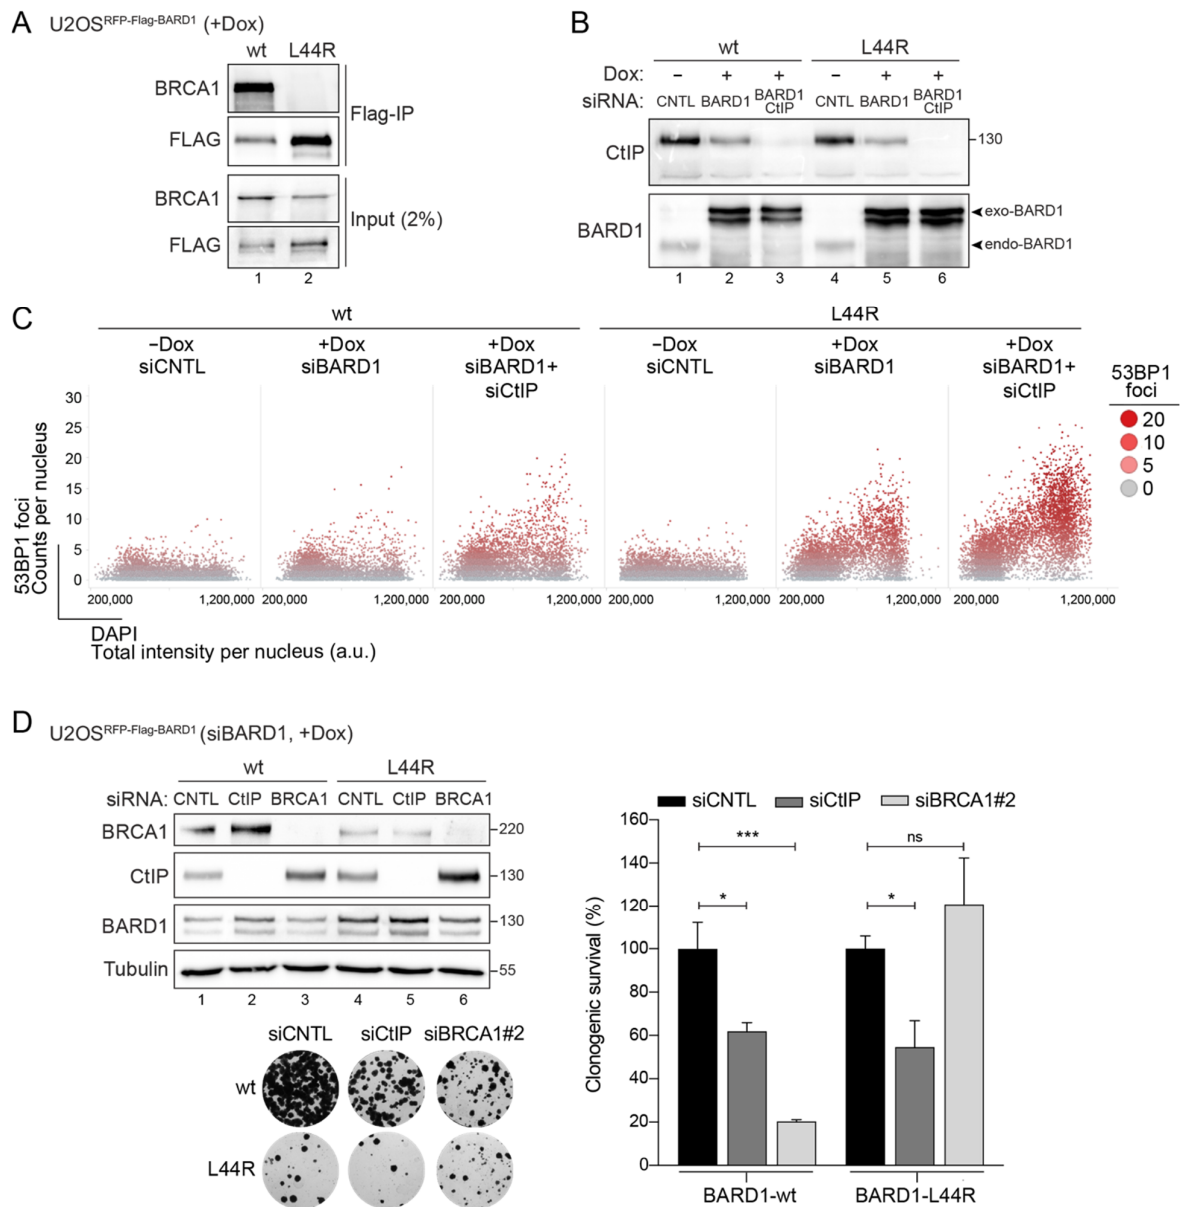 A
U2OS RFP-Flag-BARD1 (+Dox)
wt L44R
BRCA1
FLAG
Flag-IP
BRCA1
FLAG
Input (2%)
1 2
B
wt L44R
Dox: − + + − + +
siRNA: CNTL BARD1 BARD1 CtIP CNTL BARD1 BARD1 CtIP
CtIP
130
BARD1
exo-BARD1
endo-BARD1
1 2 3 4 5 6
C
wt L44R
−Dox +Dox +Dox −Dox +Dox +Dox
siCNTL siBARD1 siBARD1+ siCNTL siBARD1 siBARD1+
siCtIP siCtIP
53BP1
foci
20
10
5
0
53BP1 foci
Counts per nucleus
30
25
20
15
10
5
0
200,000 1,200,000 200,000 1,200,000 200,000 1,200,000 200,000 1,200,000 200,000 1,200,000 200,000 1,200,000
DAPI
Total intensity per nucleus (a.u.)
D
U2OS RFP-Flag-BARD1 (siBARD1, +Dox)
wt L44R
siRNA: CNTL CtIP BRCA1 CNTL CtIP BRCA1
BRCA1 220
CtIP 130
BARD1 130
Tubulin 55
1 2 3 4 5 6
siCNTL siCtIP siBRCA1#2
wt
L44R
siCNTL siCtIP siBRCA1#2
Clonogenic survival (%)
160
140
120
100
80
60
40
20
0
***
*
ns
*
BARD1-wt BARD1-L44R